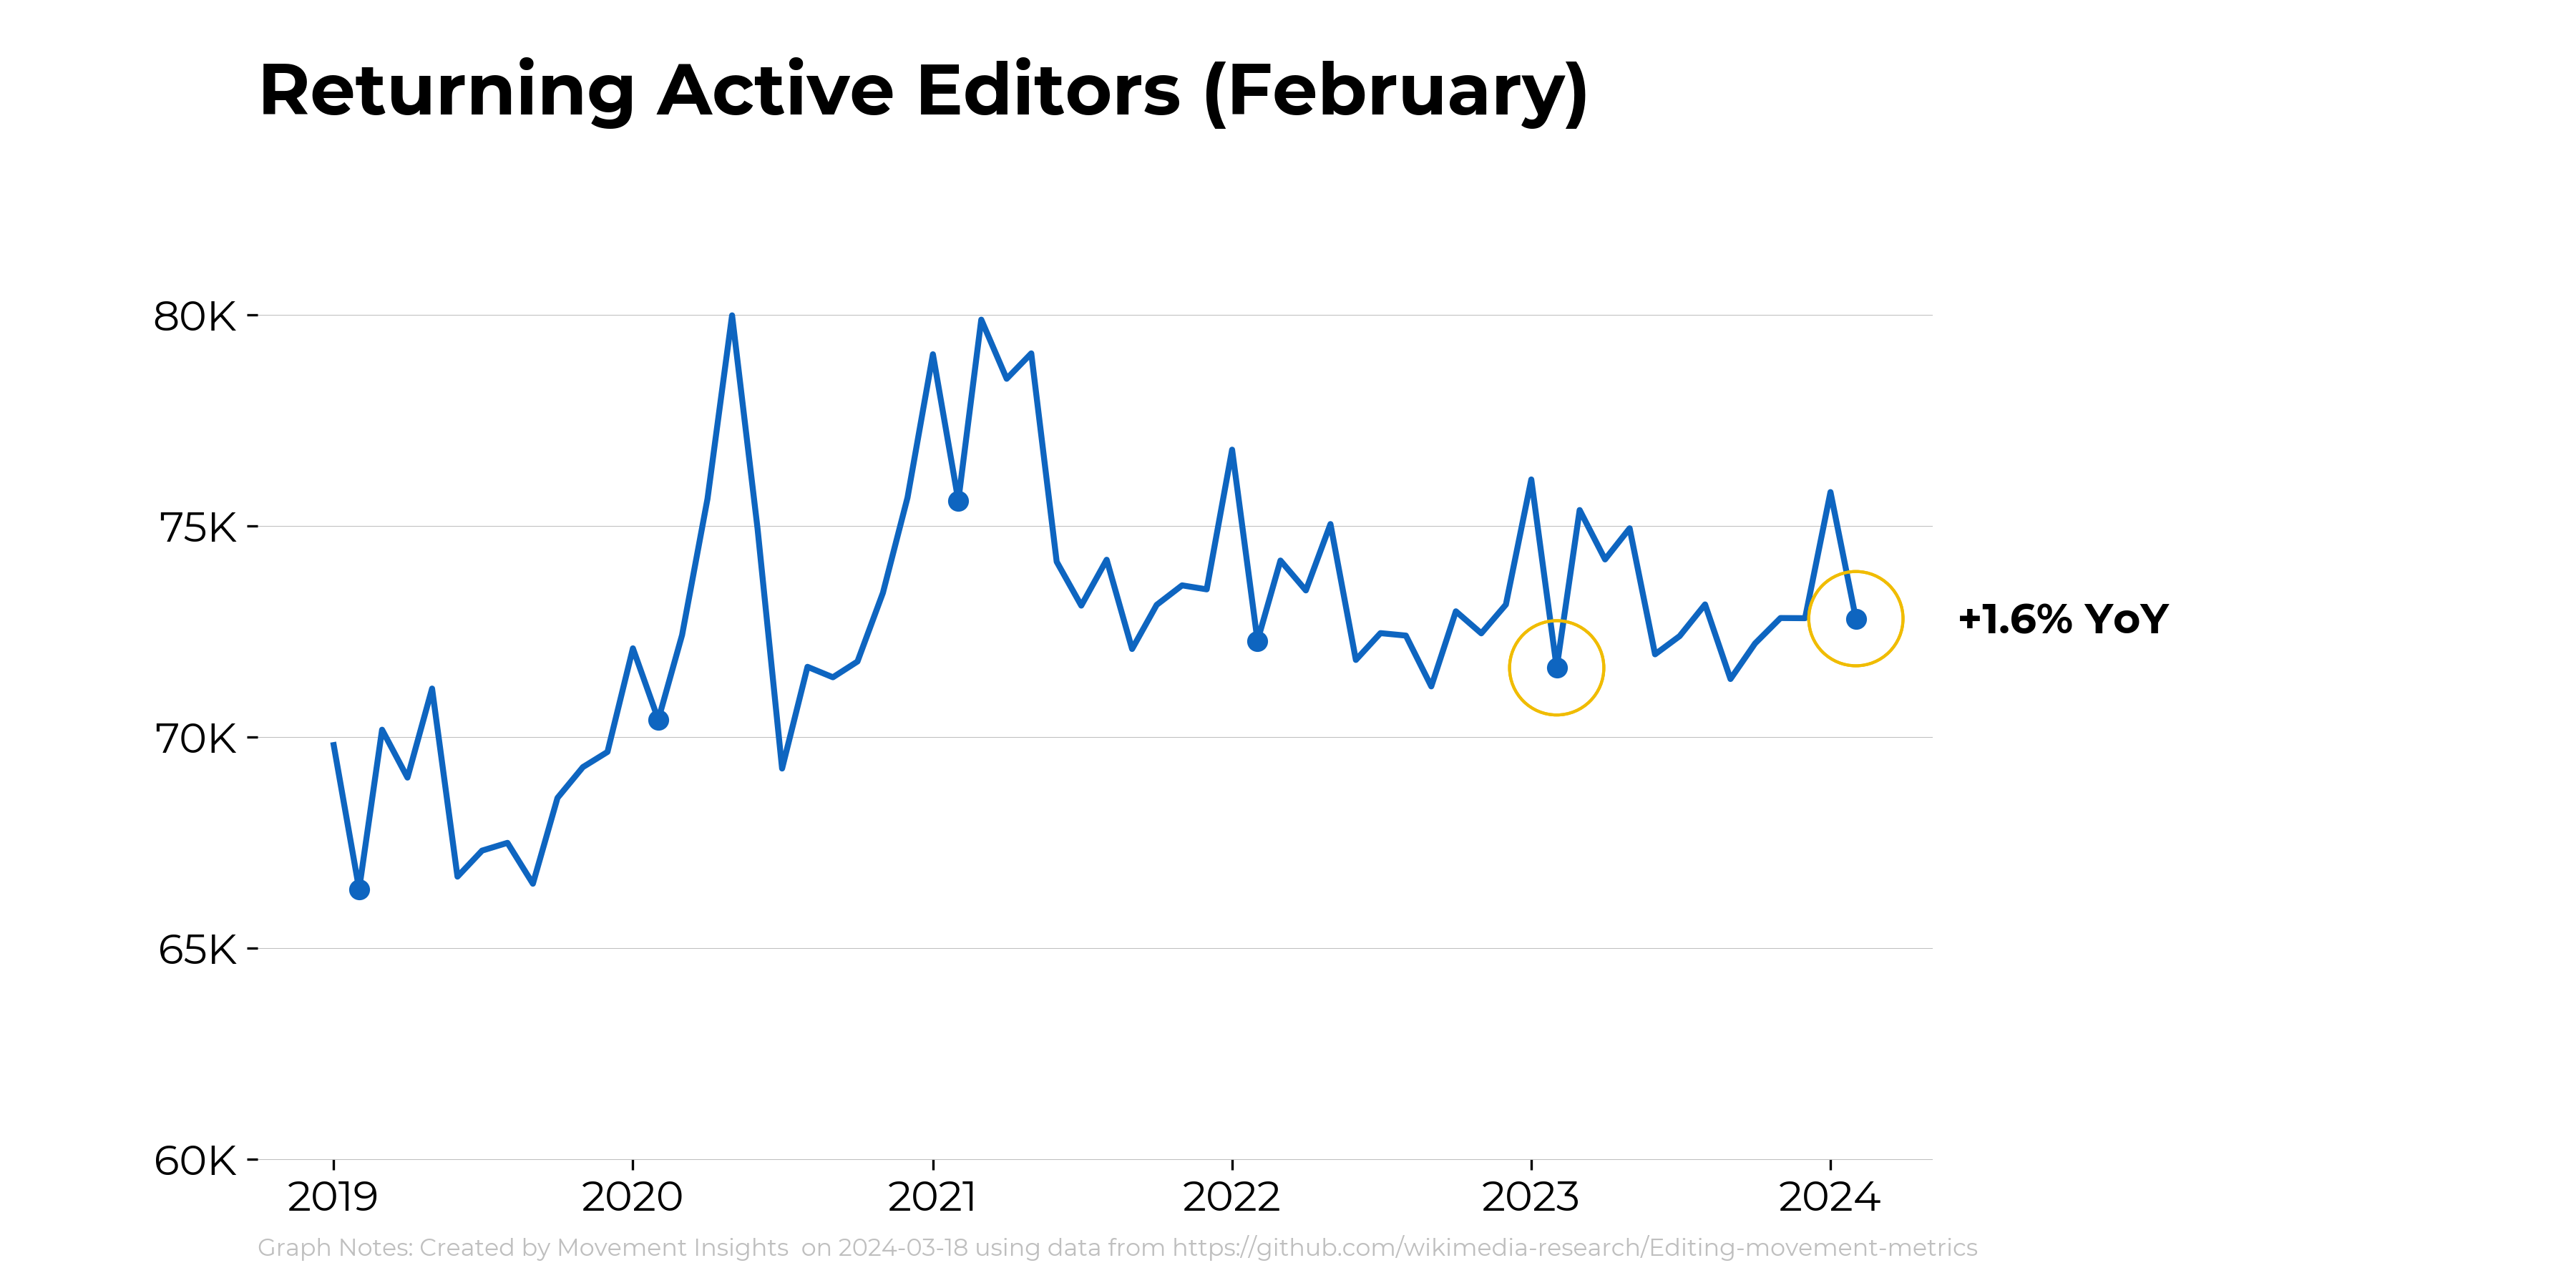 Returning Active Editors (February)
80K
75K
70K
65K
60K
+1.6% YoY
2019 2020 2021 2022 2023 2024
Graph Notes: Created by Movement Insights  on 2024-03-18 using data from https://github.com/wikimedia-research/Editing-movement-metrics